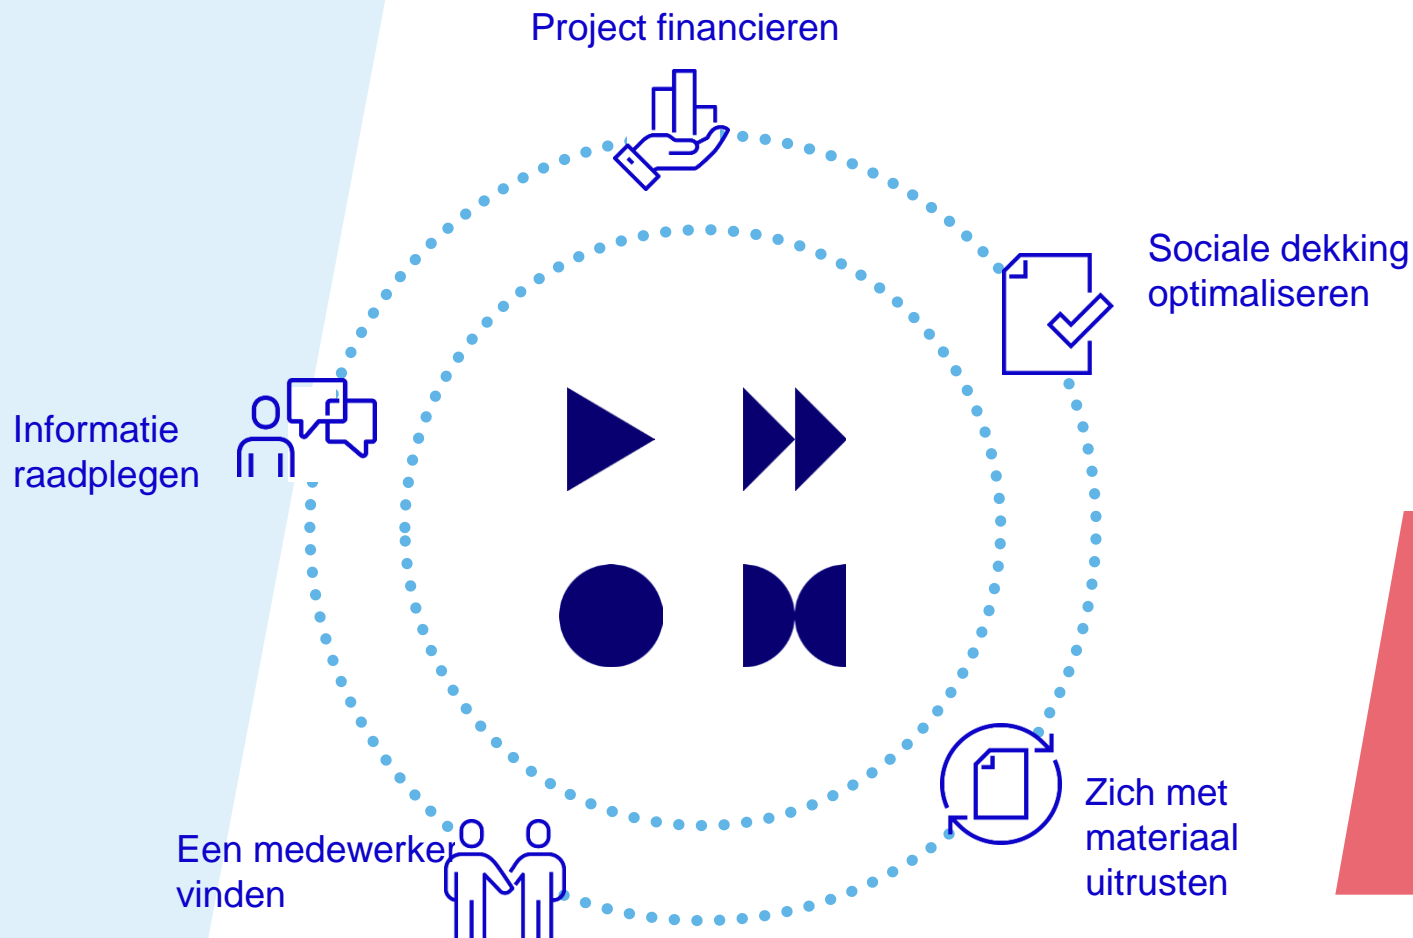 Project financieren
Sociale dekking
optimaliseren
Informatie
raadplegen
Zich met
materiaal
uitrusten
Een medewerker
vinden